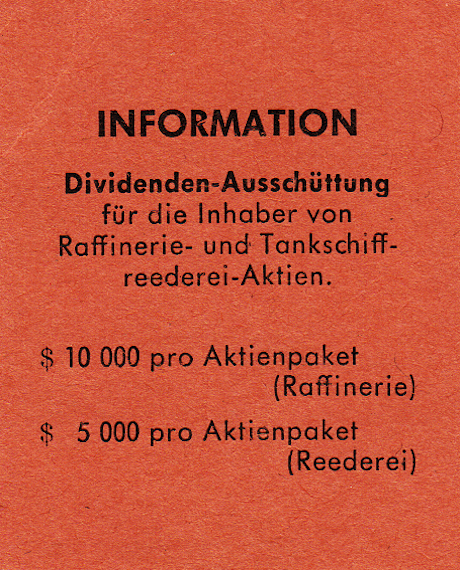 INFORMATION
Dividenden-Ausschüttung
für die Inhaber von
Raffinerie- und Tankschiff-
reederei-Aktien.
$ 10 000 pro Aktienpaket
(Raffinerie)
$ 5 000 pro Aktienpaket
(Reederei)